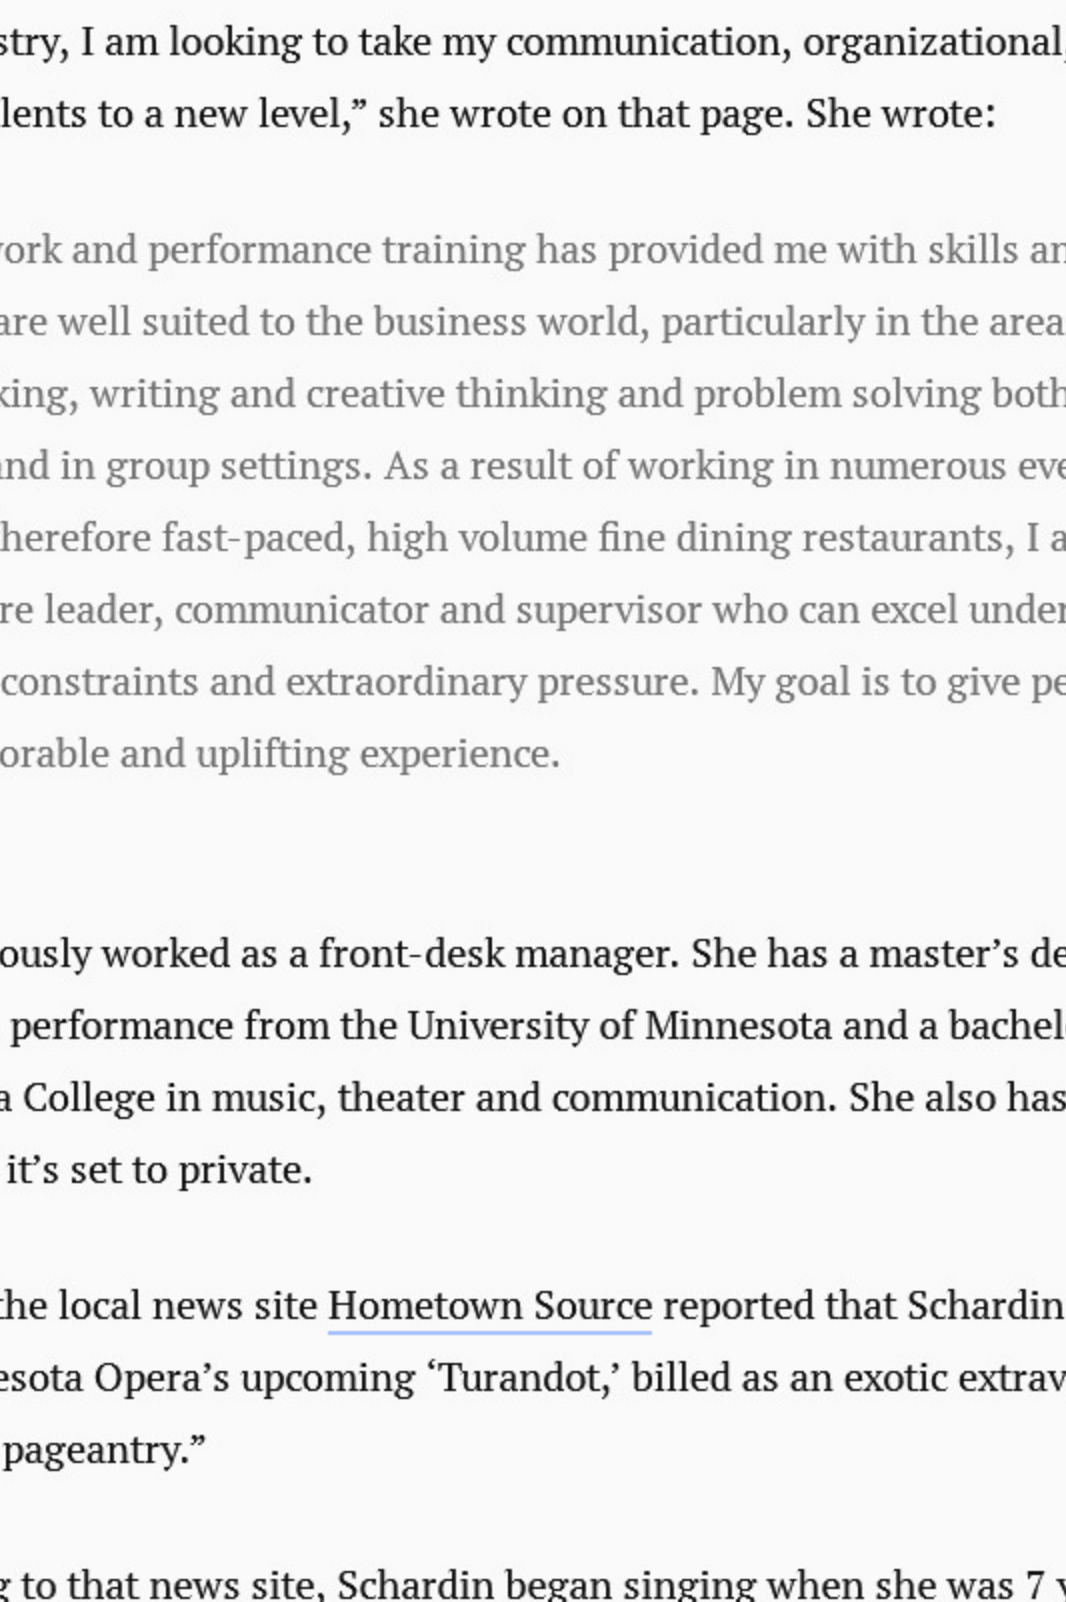 stry, I am looking to take my communication, organizational,
lents to a new level,” she wrote on that page. She wrote:
ork and performance training has provided me with skills an
are well suited to the business world, particularly in the area
king, writing and creative thinking and problem solving both
and in group settings. As a result of working in numerous eve
herefore fast-paced, high volume fine dining restaurants, I a
re leader, communicator and supervisor who can excel under
constraints and extraordinary pressure. My goal is to give pe
orable and uplifting experience.
ously worked as a front-desk manager. She has a master’s de
performance from the University of Minnesota and a bachel
a College in music, theater and communication. She also has
it’s set to private.
the local news site Hometown Source reported that Schardin
esota Opera’s upcoming ‘Turandot,’ billed as an exotic extrav
pageantry.”
g to that news site, Schardin began singing when she was 7 y